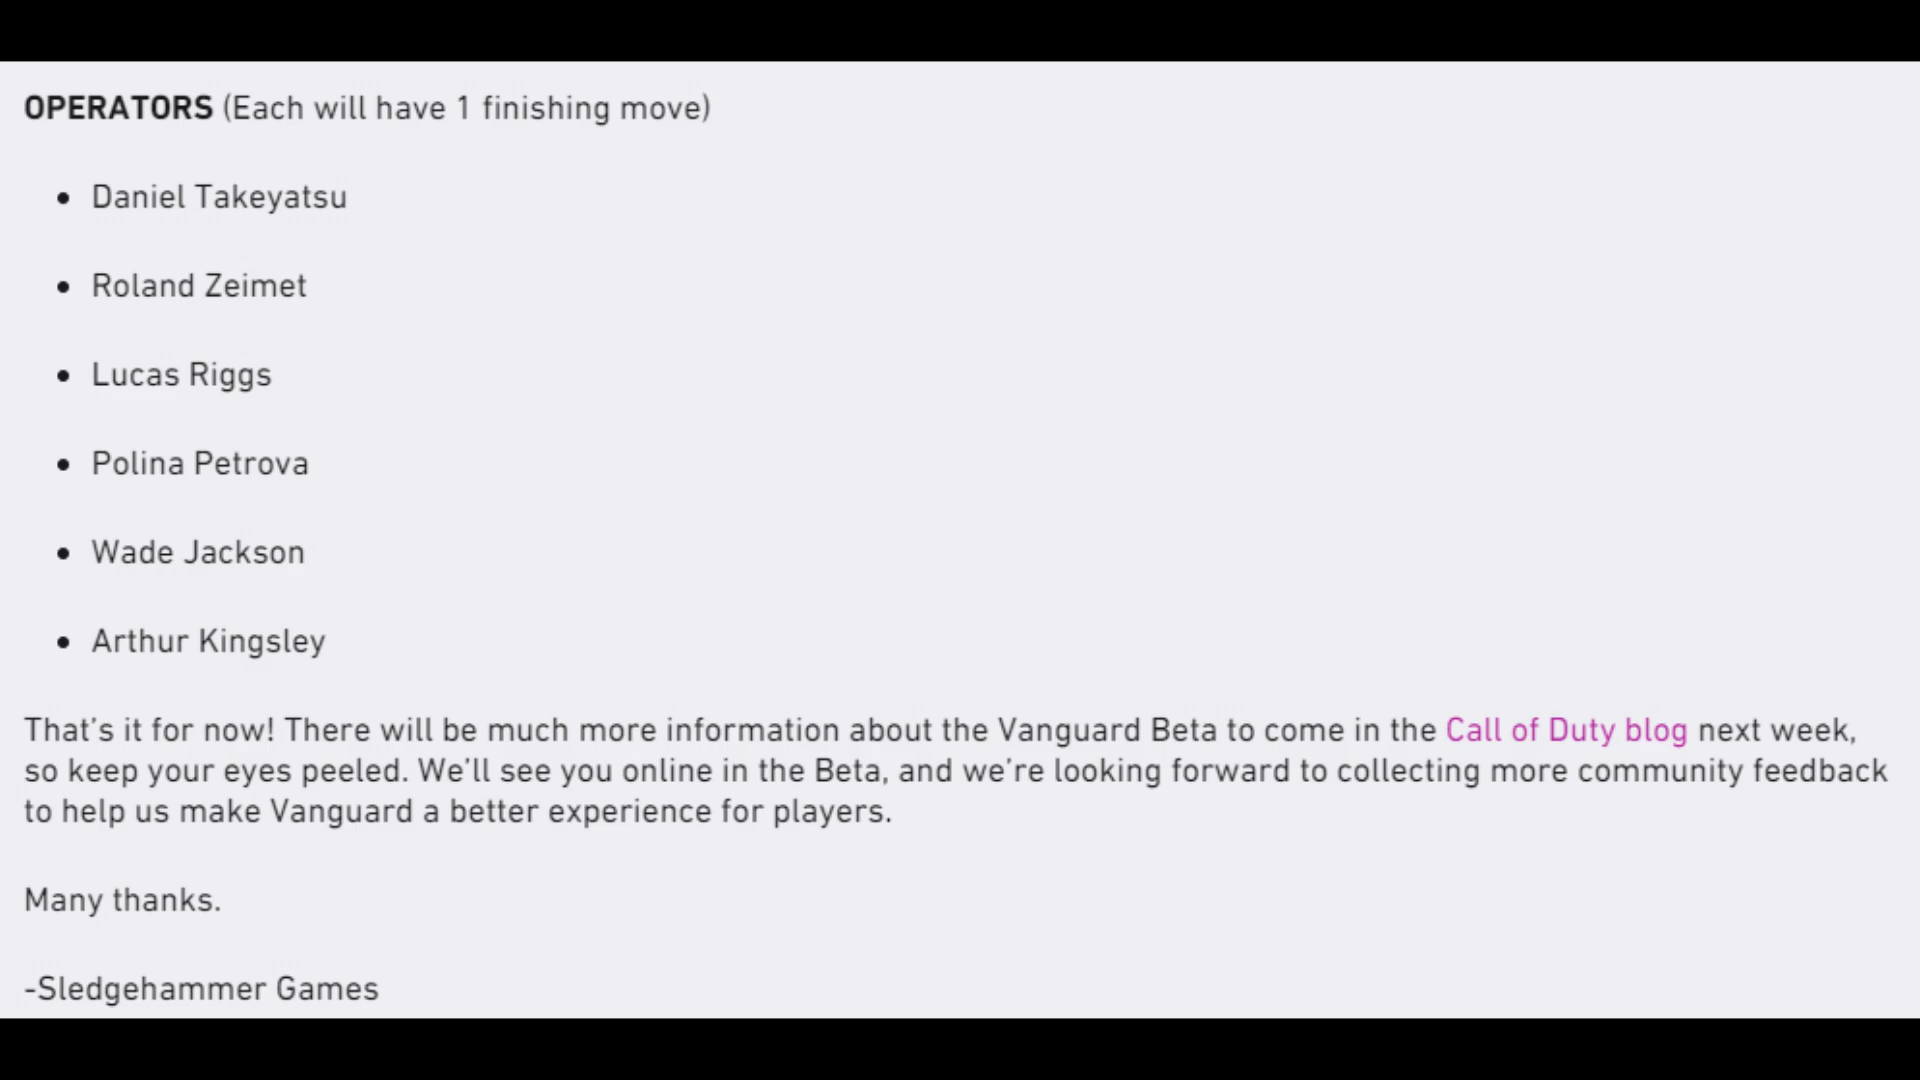 OPERATORS (Each will have 1 finishing move)
• Daniel Takeyatsu
• Roland Zeimet
• Lucas Riggs
• Polina Petrova
• Wade Jackson
• Arthur Kingsley
That's it for now! There will be much more information about the Vanguard Beta to come in the Call of Duty blog next week,
so keep your eyes peeled. We'll see you online in the Beta, and we're looking forward to collecting more community feedback
to help us make Vanguard a better experience for players.
Many thanks.
-Sledgehammer Games